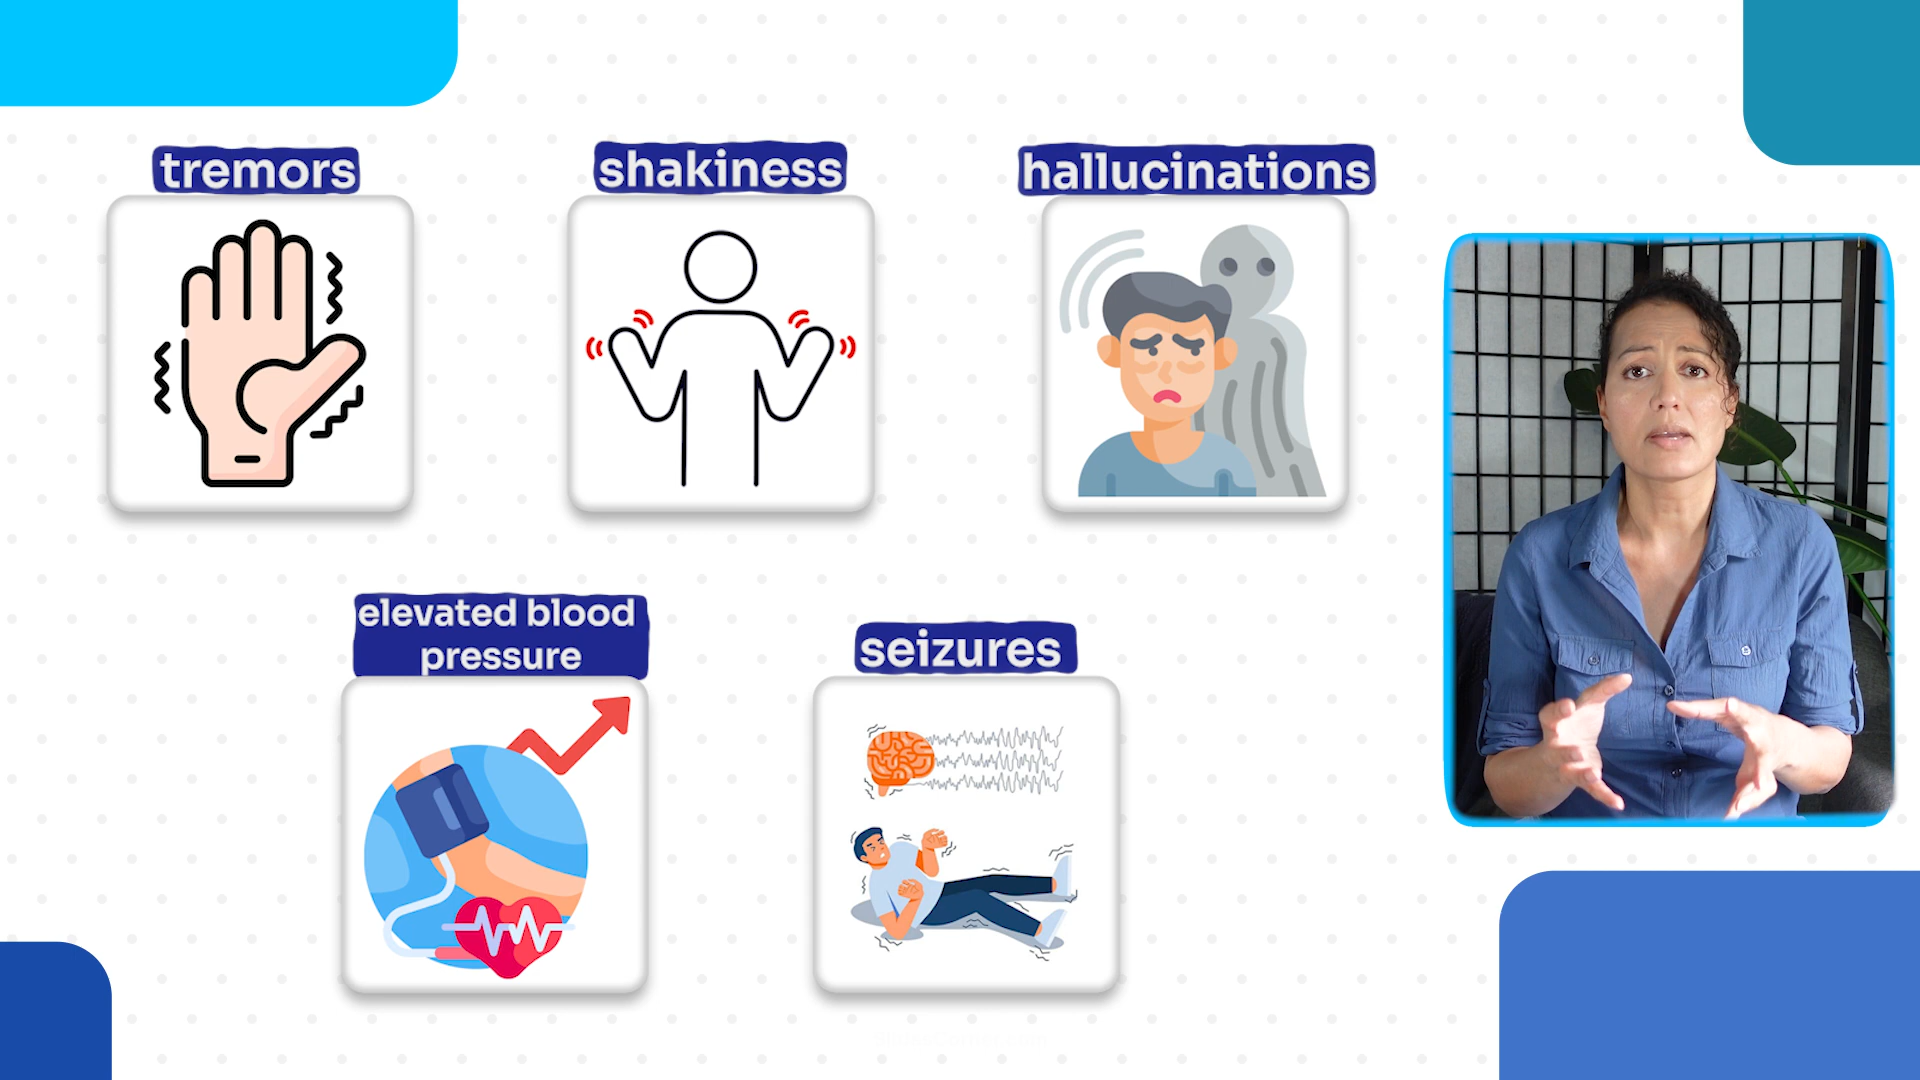 tremors
shakiness
hallucinations
elevated blood
pressure
seizures